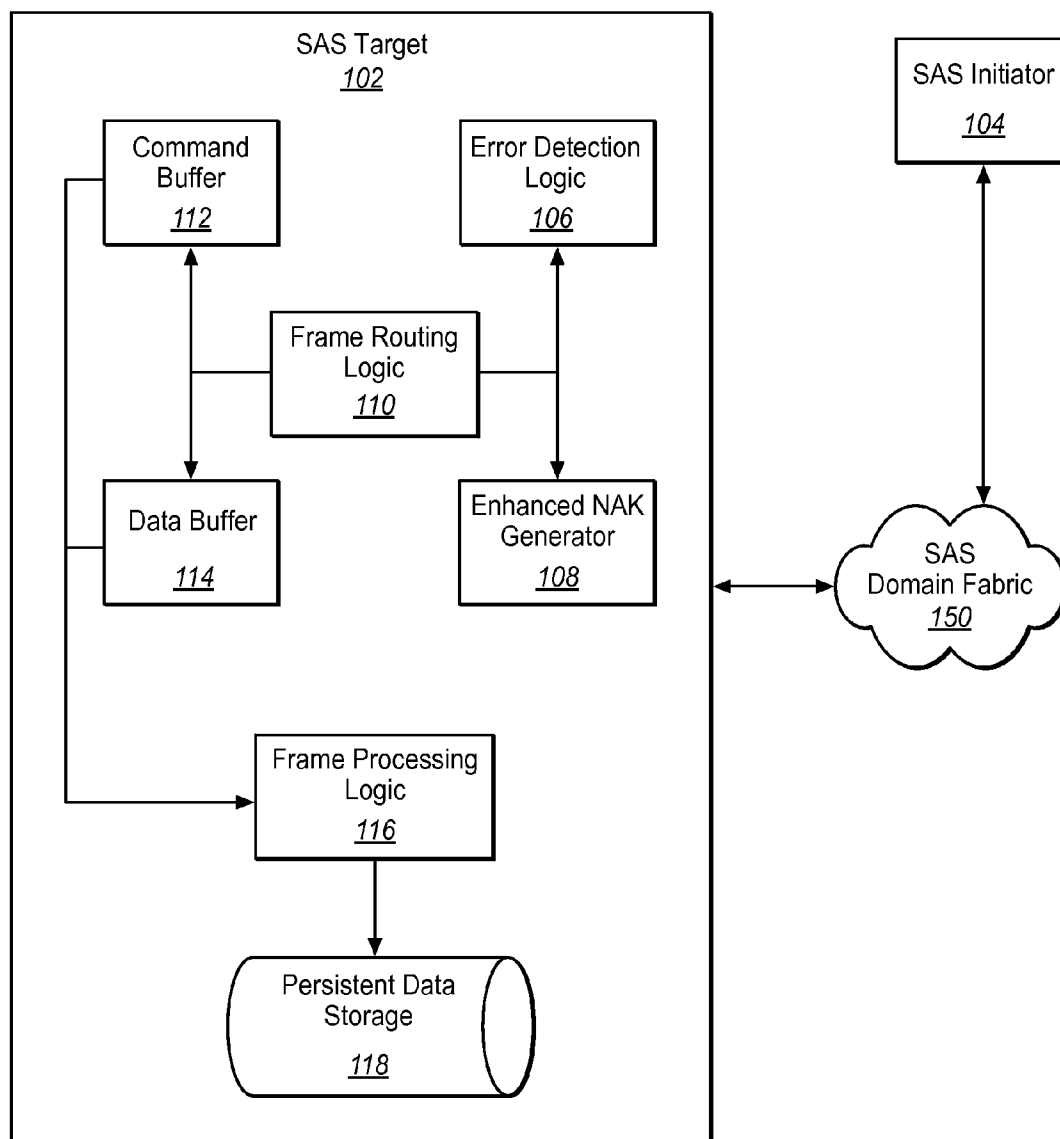 SAS Target
102
SAS Initiator
104
Command
Buffer
112
Error Detection
Logic
106
Frame Routing
Logic
110
Data Buffer
114
Enhanced NAK
Generator
108
SAS
Domain Fabric
150
Frame Processing
Logic
116
Persistent Data
Storage
118